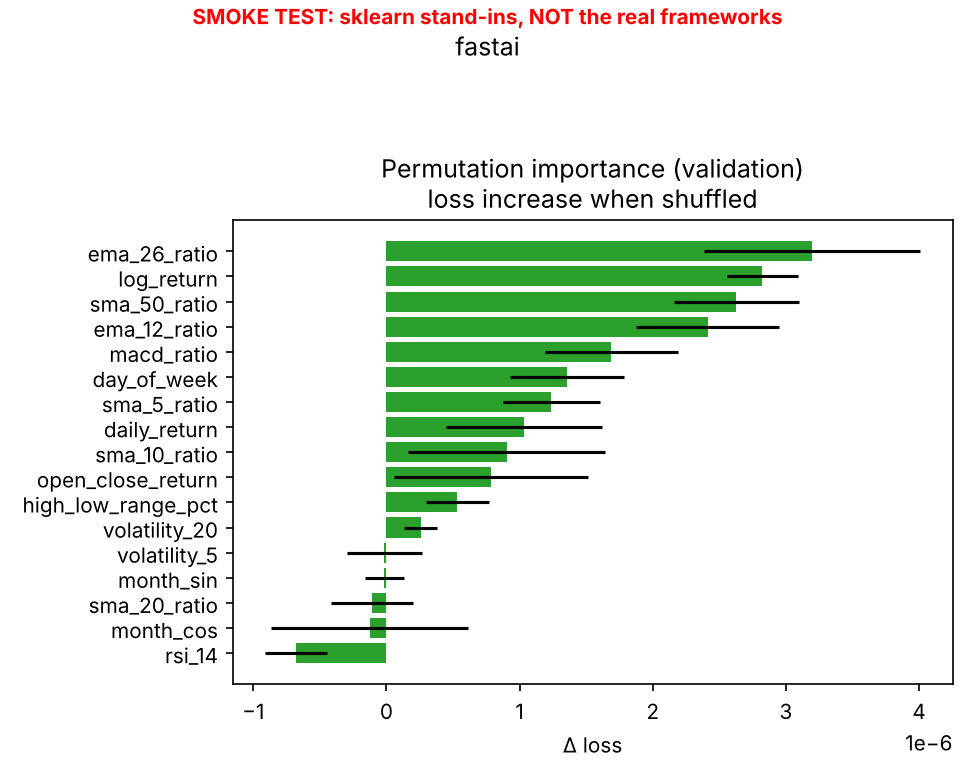 SMOKE TEST: sklearn stand-ins, NOT the real frameworks
fastai
Permutation importance (validation)
loss increase when shuffled
ema_26_ratio
log_return
sma_50_ratio
ema_12_ratio
macd_ratio
day_of_week
sma_5_ratio
daily_return
sma_10_ratio
open_close_return
high_low_range_pct
volatility_20
volatility_5
month_sin
sma_20_ratio
month_cos
rsi_14
−1 0 1 2 3 4
1e−6
Δ loss